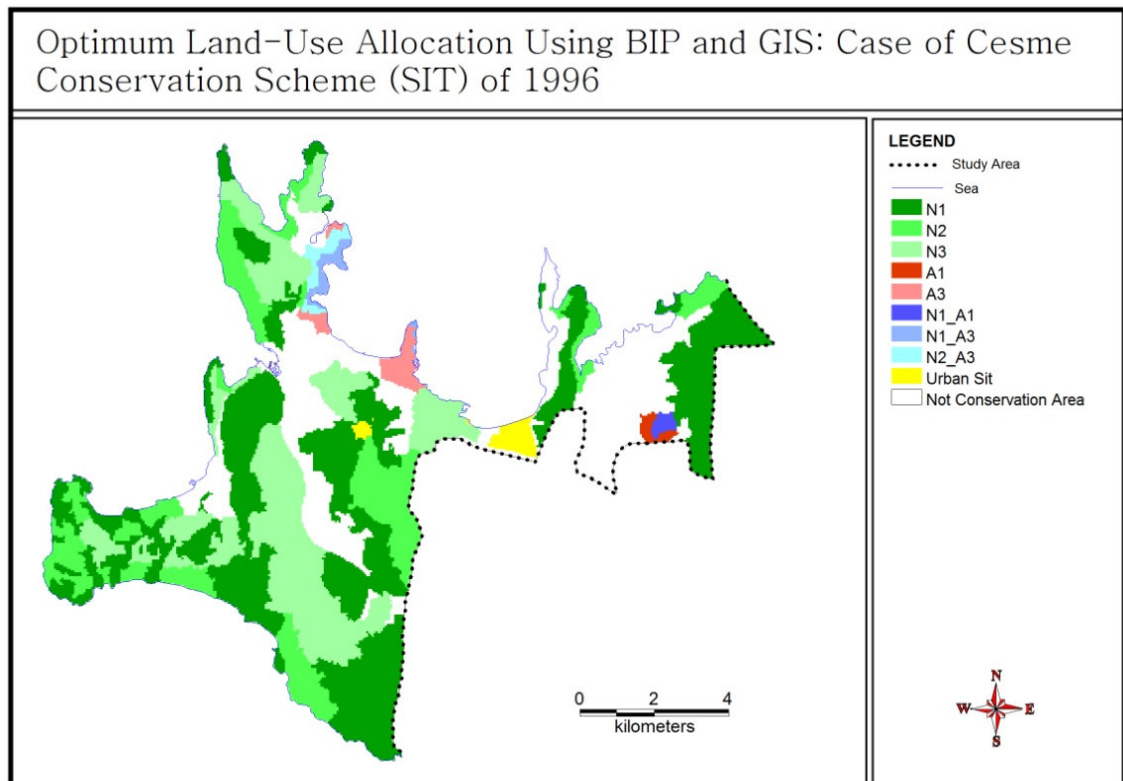 Optimum Land-Use Allocation Using BIP and GIS: Case of Cesme
Conservation Scheme (SIT) of 1996
LEGEND
Study Area
Sea
N1
N2
N3
A1
A3
N1_A1
N1_A3
N2_A3
Urban Sit
Not Conservation Area
0 2 4
kilometers
N
W E
S